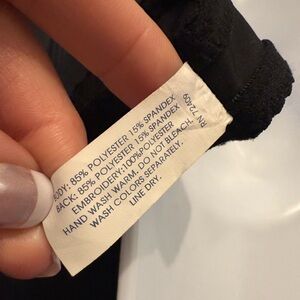 BODY: 85% POLYESTER 15% SPANDEX
BACK: 85% POLYESTER 15% SPANDEX
EMBROIDERY:100%POLYESTER
HAND WASH WARM. DO NOT BLEACH.
WASH COLORS SEPARATELY.
LINE DRY.
RN 72409